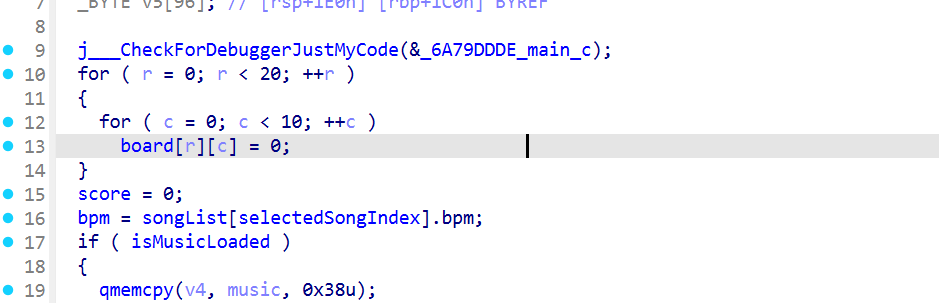 7 _BYTE v5[96]; // [rsp+1E0h] [rbp+1C0h] BYREF
8
9 j___CheckForDebuggerJustMyCode(&_6A79DDDE_main_c);
10 for ( r = 0; r < 20; ++r )
11 {
12 for ( c = 0; c < 10; ++c )
13 board[r][c] = 0;
14 }
15 score = 0;
16 bpm = songList[selectedSongIndex].bpm;
17 if ( isMusicLoaded )
18 {
19 qmemcpy(v4, music, 0x38u);